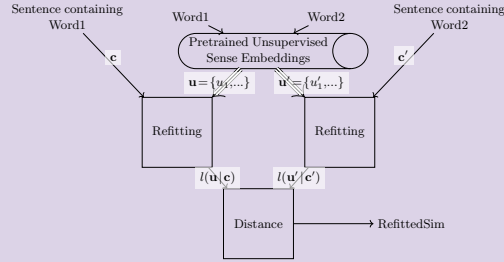 Sentence containing
Word1
Word1
Word2
Sentence containing
Word2
Pretrained Unsupervised
Sense Embeddings
c
c′
u={u₁,...}
u′={u′₁,...}
Refitting
Refitting
l(u|c)
l(u′|c′)
Distance
RefittedSim